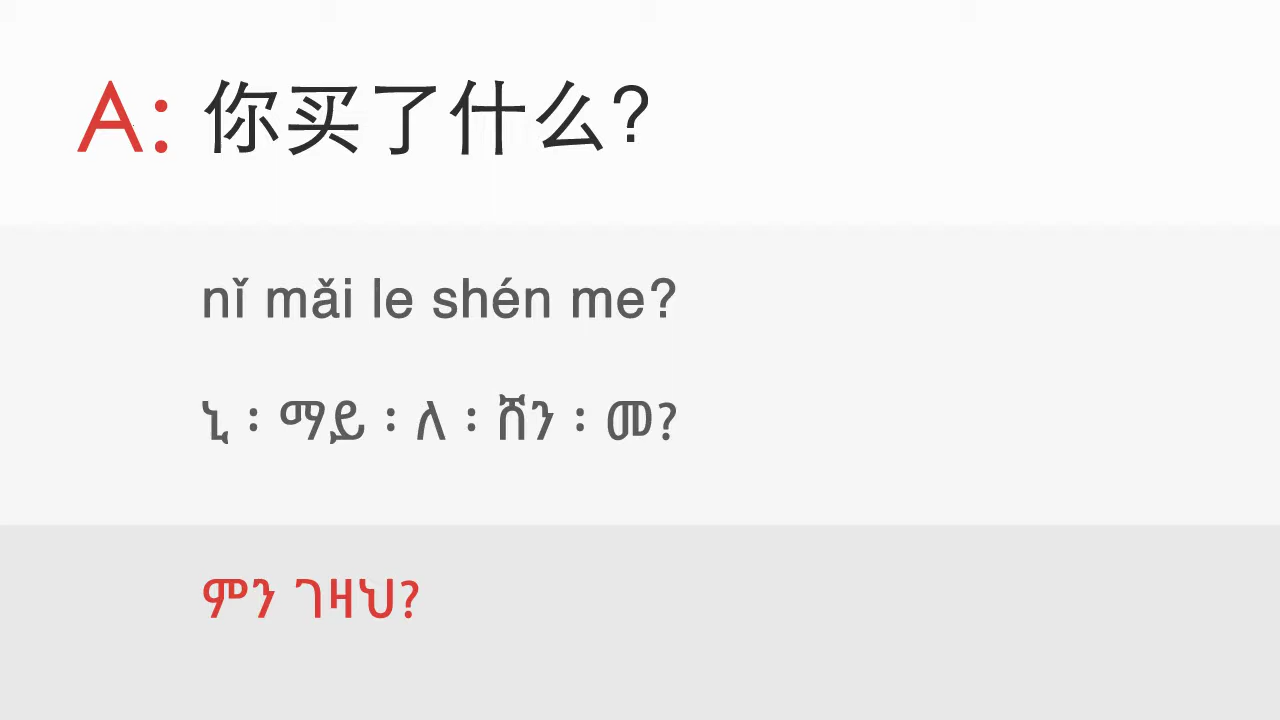 A: 你买了什么?
nǐ mǎi le shén me?
ኒ ፡ ማይ ፡ ለ ፡ ሸን ፡ መ?
ምን ገዛህ?